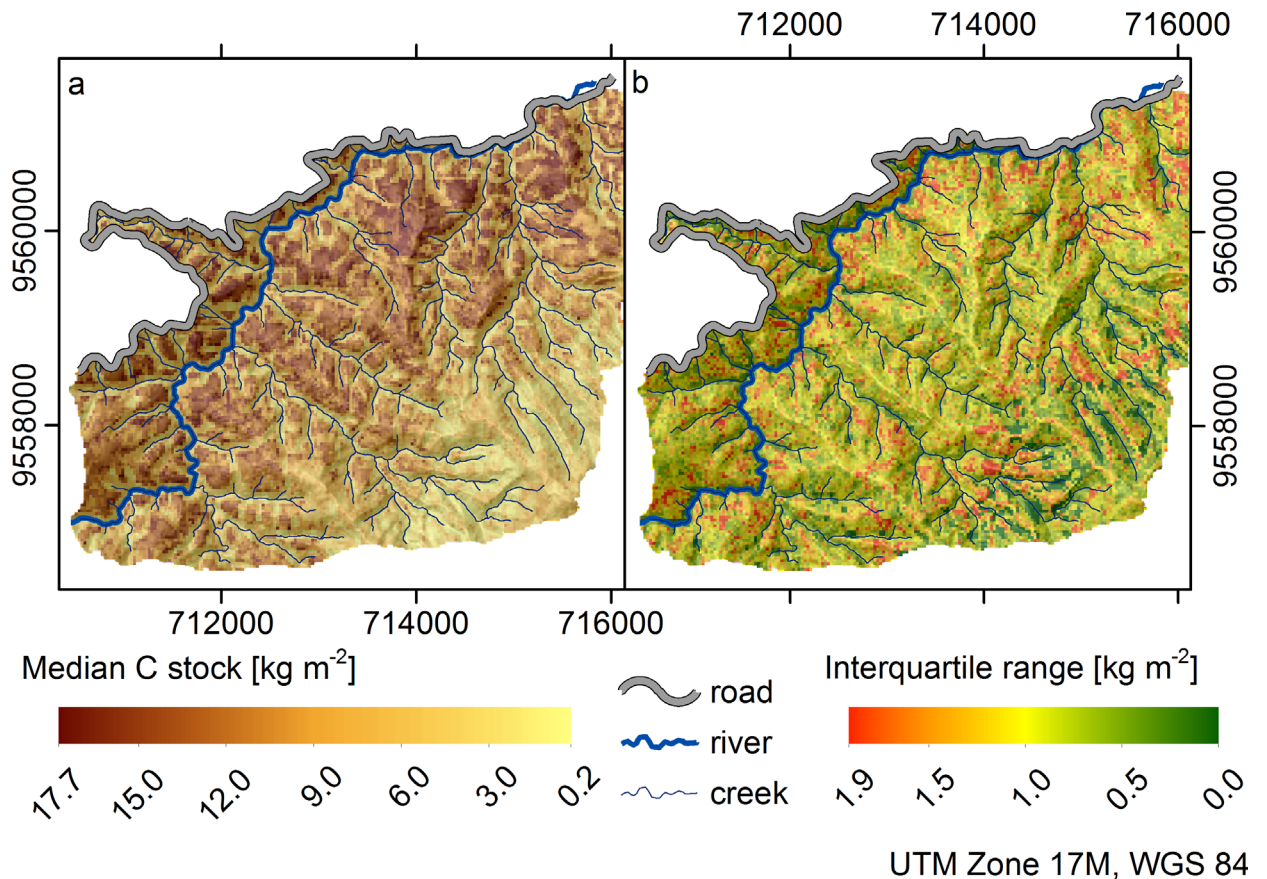 712000 714000 716000
a b
9560000
9558000
9560000
9558000
712000 714000 716000
Median C stock [kg m⁻²]
17.7 15.0 12.0 9.0 6.0 3.0 0.2
road
river
creek
Interquartile range [kg m⁻²]
1.9 1.5 1.0 0.5 0.0
UTM Zone 17M, WGS 84